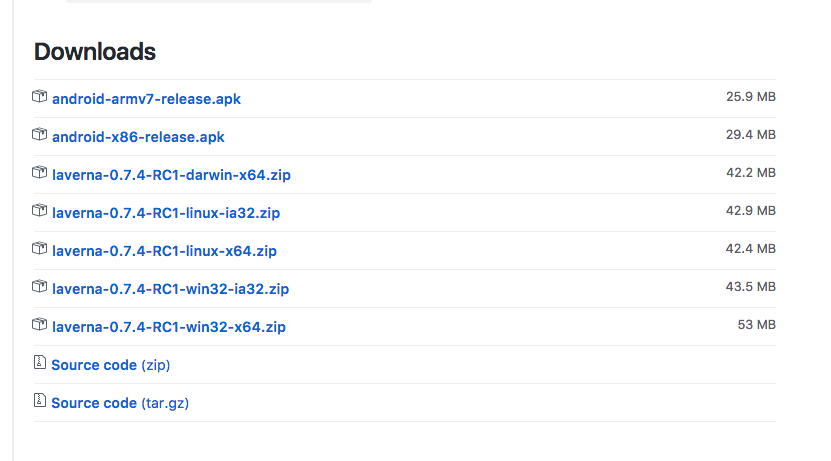 Downloads
android-armv7-release.apk 25.9 MB
android-x86-release.apk 29.4 MB
laverna-0.7.4-RC1-darwin-x64.zip 42.2 MB
laverna-0.7.4-RC1-linux-ia32.zip 42.9 MB
laverna-0.7.4-RC1-linux-x64.zip 42.4 MB
laverna-0.7.4-RC1-win32-ia32.zip 43.5 MB
laverna-0.7.4-RC1-win32-x64.zip 53 MB
Source code (zip)
Source code (tar.gz)